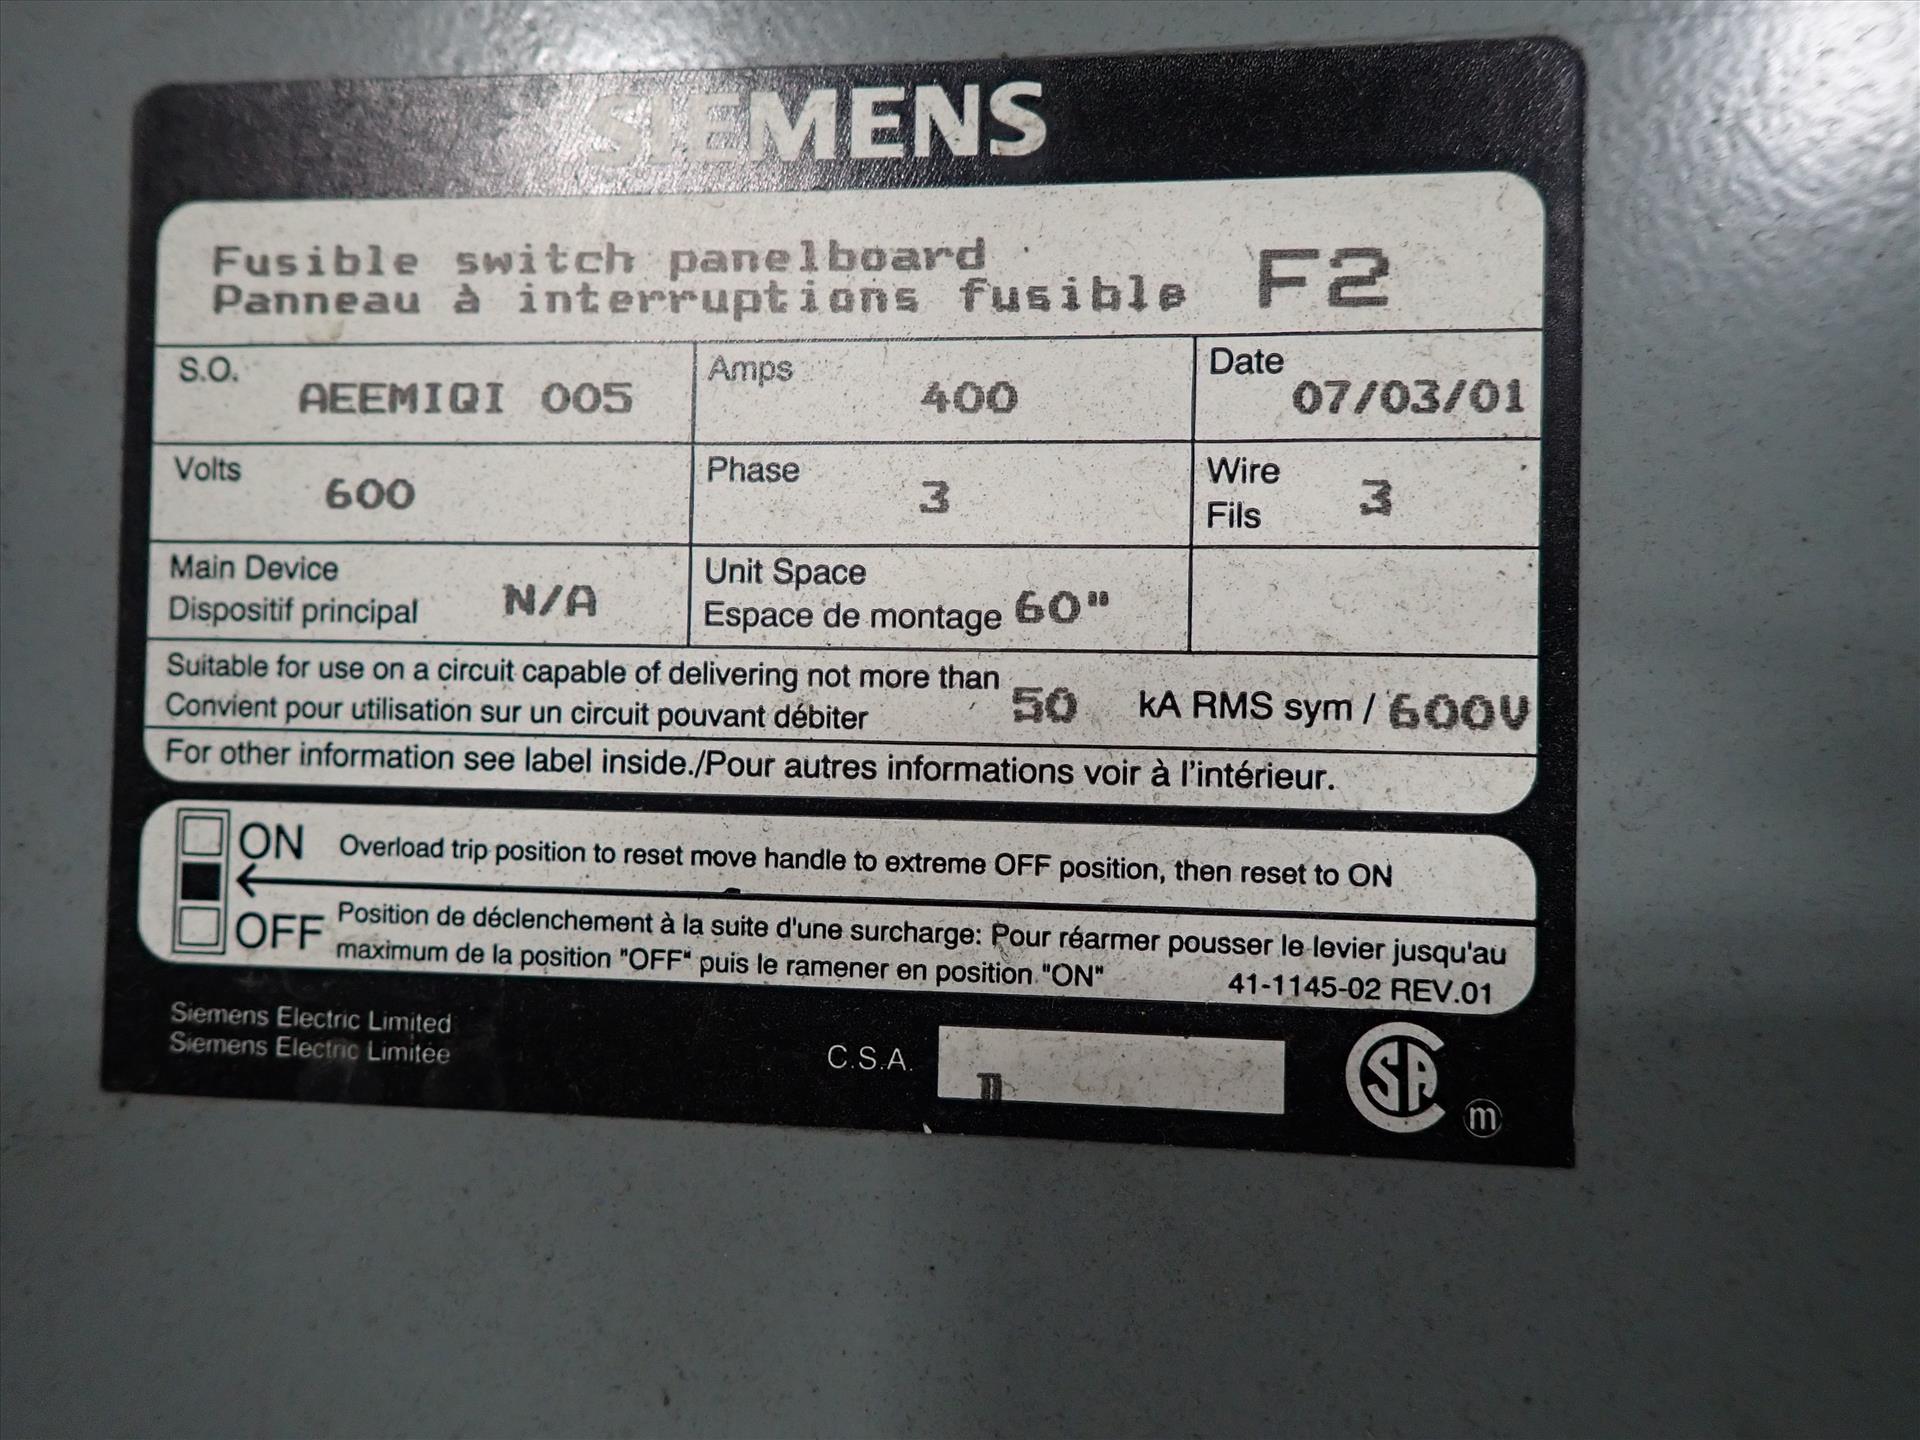 SIEMENS
Fusible switch panelboard F2
Panneau à interruptions fusible
S.O. AEEMIQI 005 Amps 400 Date 07/03/01
Volts 600 Phase 3 Wire 3
Fils
Main Device N/A Unit Space 60"
Dispositif principal Espace de montage
Suitable for use on a circuit capable of delivering not more than 50 kA RMS sym / 600V
Convient pour utilisation sur un circuit pouvant débiter
For other information see label inside./Pour autres informations voir à l'intérieur.
ON Overload trip position to reset move handle to extreme OFF position, then reset to ON
OFF Position de déclenchement à la suite d'une surcharge: Pour réarmer pousser le levier jusqu'au
maximum de la position "OFF" puis le ramener en position "ON" 41-1145-02 REV.01
Siemens Electric Limited
Siemens Electric Limitée
C.S.A.
CSA
m